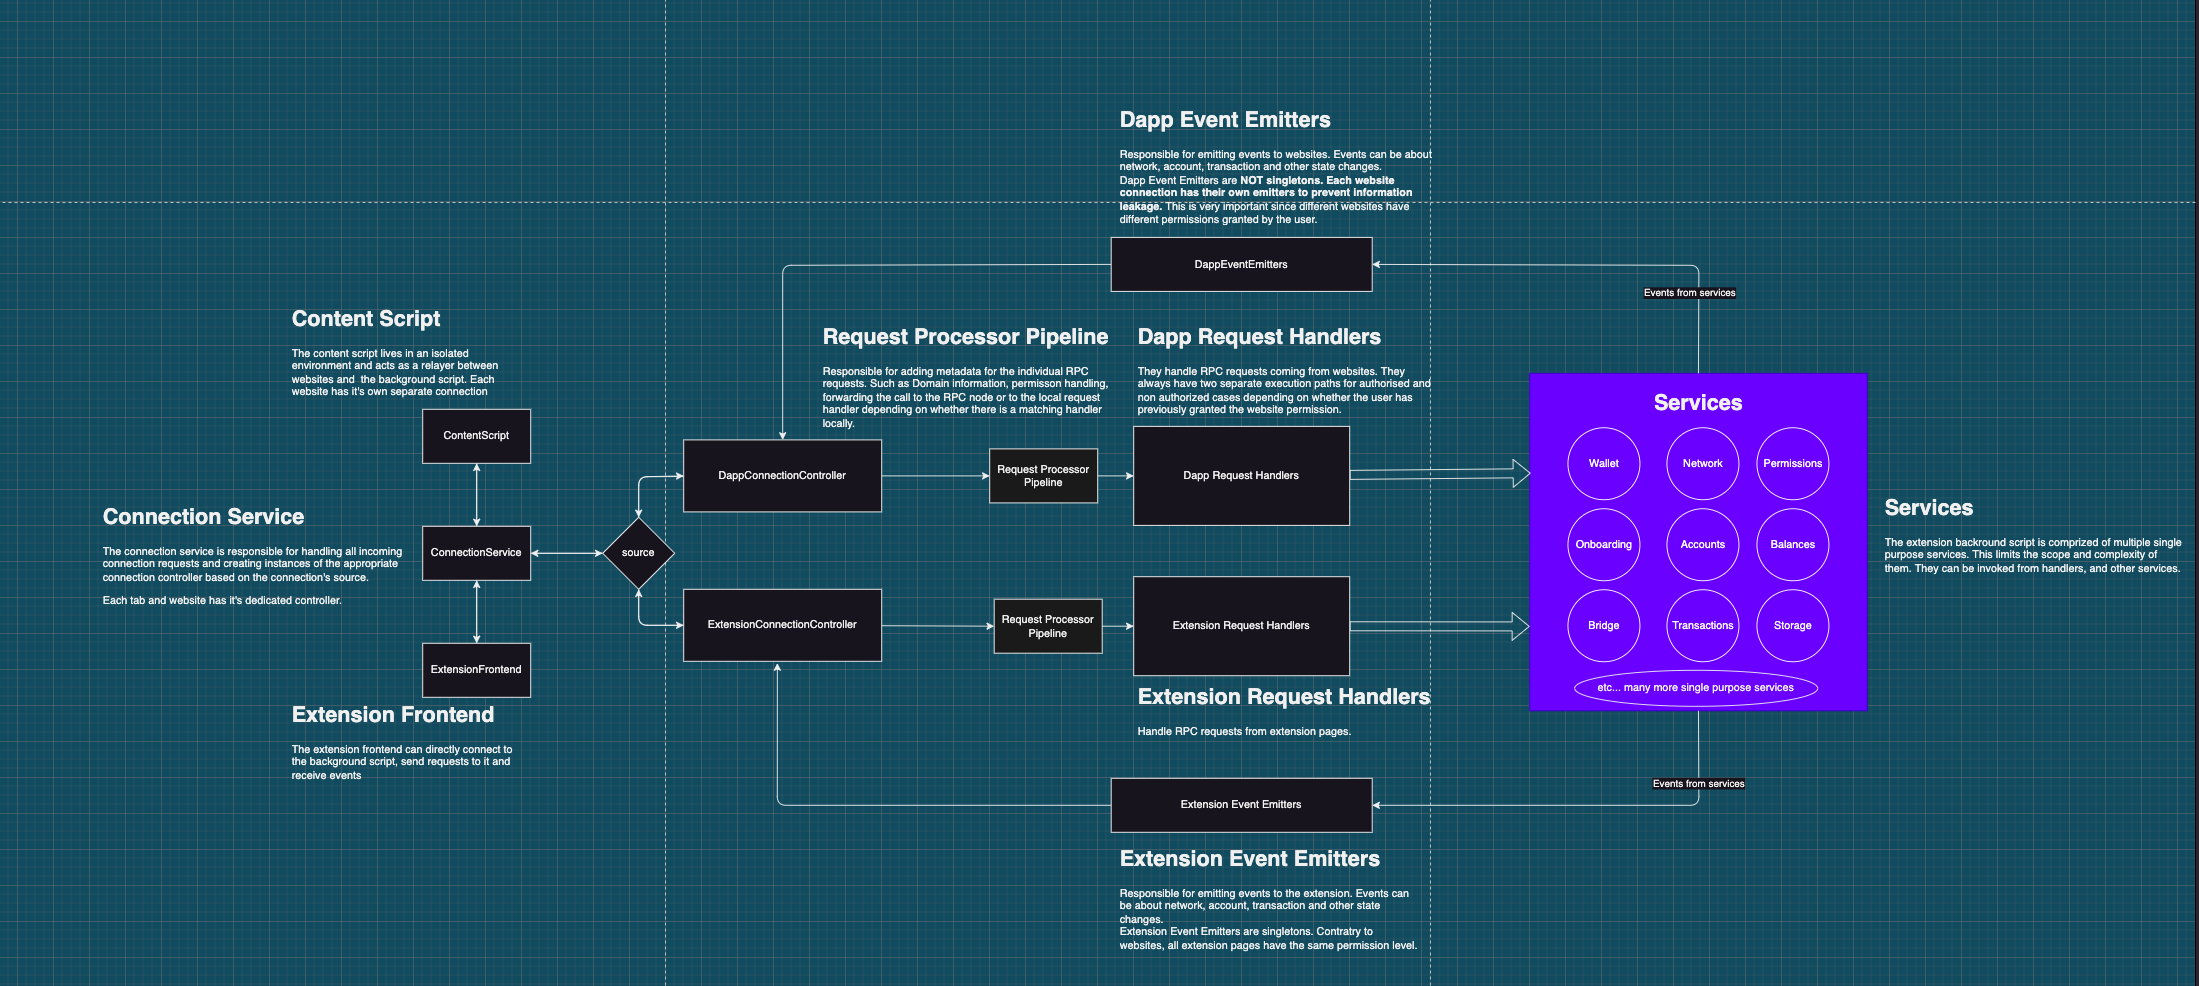 Dapp Event Emitters
Responsible for emitting events to websites. Events can be about
network, account, transaction and other state changes.
Dapp Event Emitters are NOT singletons. Each website
connection has their own emitters to prevent information
leakage. This is very important since different websites have
different permissions granted by the user.
DappEventEmitters
Events from services
Content Script
The content script lives in an isolated
environment and acts as a relayer between
websites and  the background script. Each
website has it's own separate connection
ContentScript
Request Processor Pipeline
Responsible for adding metadata for the individual RPC
requests. Such as Domain information, permisson handling,
forwarding the call to the RPC node or to the local request
handler depending on whether there is a matching handler
locally.
Dapp Request Handlers
They handle RPC requests coming from websites. They
always have two separate execution paths for authorised and
non authorized cases depending on whether the user has
previously granted the website permission.
DappConnectionController
Request Processor
Pipeline
Dapp Request Handlers
Services
Wallet
Network
Permissions
Onboarding
Accounts
Balances
Bridge
Transactions
Storage
etc... many more single purpose services
Services
The extension backround script is comprized of multiple single
purpose services. This limits the scope and complexity of
them. They can be invoked from handlers, and other services.
Connection Service
The connection service is responsible for handling all incoming
connection requests and creating instances of the appropriate
connection controller based on the connection's source.
Each tab and website has it's dedicated controller.
ConnectionService
source
ExtensionConnectionController
Request Processor
Pipeline
Extension Request Handlers
ExtensionFrontend
Extension Frontend
The extension frontend can directly connect to
the background script, send requests to it and
receive events
Extension Request Handlers
Handle RPC requests from extension pages.
Events from services
Extension Event Emitters
Extension Event Emitters
Responsible for emitting events to the extension. Events can
be about network, account, transaction and other state
changes.
Extension Event Emitters are singletons. Contratry to
websites, all extension pages have the same permission level.